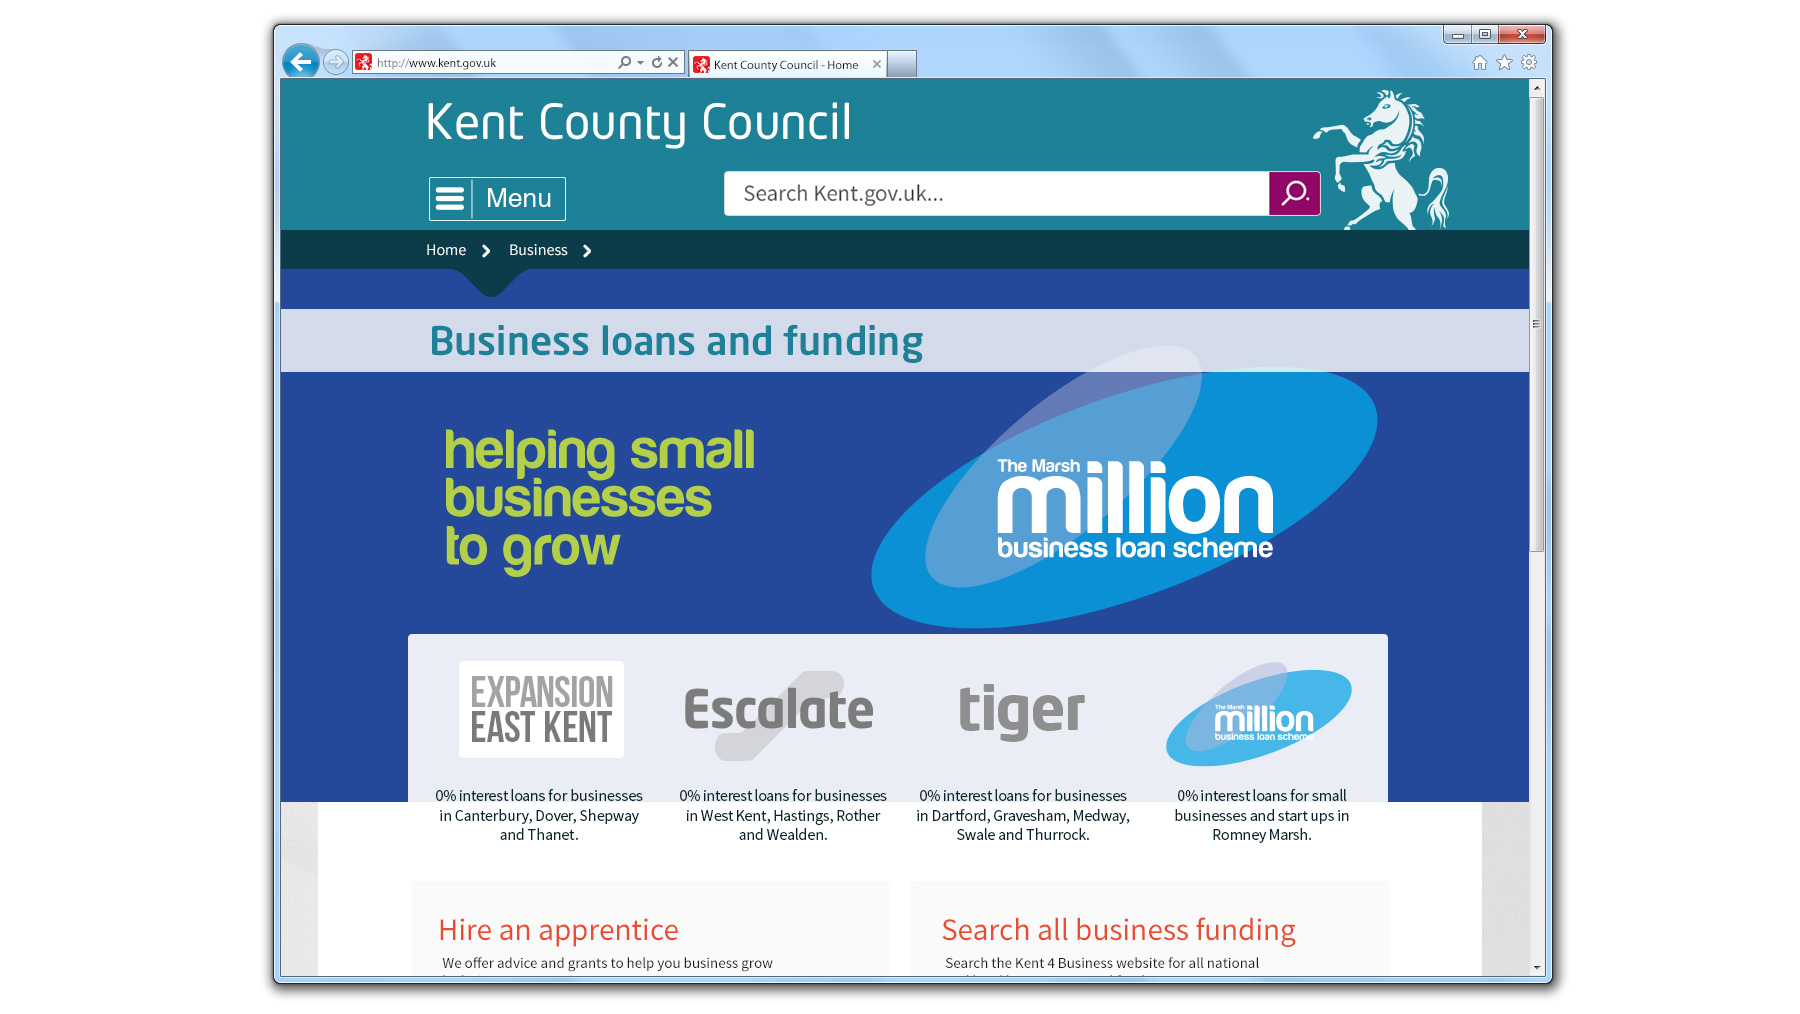 http://www.kent.gov.uk
Kent County Council - Home
Kent County Council
Menu
Search Kent.gov.uk...
Home
Business
Business loans and funding
helping small
businesses
to grow
The Marsh
million
business loan scheme
EXPANSION
EAST KENT
Escalate
tiger
The Marsh
million
business loan scheme
0% interest loans for businesses
in Canterbury, Dover, Shepway
and Thanet.
0% interest loans for businesses
in West Kent, Hastings, Rother
and Wealden.
0% interest loans for businesses
in Dartford, Gravesham, Medway,
Swale and Thurrock.
0% interest loans for small
businesses and start ups in
Romney Marsh.
Hire an apprentice
We offer advice and grants to help you business grow
Search all business funding
Search the Kent 4 Business website for all national